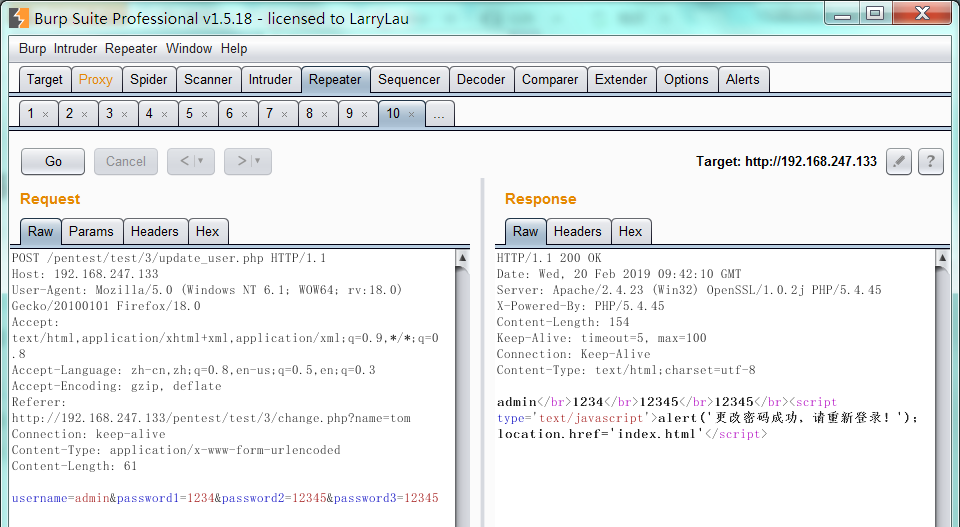 Burp Suite Professional v1.5.18 - licensed to LarryLau
Burp Intruder Repeater Window Help
Target Proxy Spider Scanner Intruder Repeater Sequencer Decoder Comparer Extender Options Alerts
1 × 2 × 3 × 4 × 5 × 6 × 7 × 8 × 9 × 10 × ...
Go Cancel < | ▾ > | ▾ Target: http://192.168.247.133 ?
Request
Raw Params Headers Hex
POST /pentest/test/3/update_user.php HTTP/1.1
Host: 192.168.247.133
User-Agent: Mozilla/5.0 (Windows NT 6.1; WOW64; rv:18.0)
Gecko/20100101 Firefox/18.0
Accept:
text/html,application/xhtml+xml,application/xml;q=0.9,*/*;q=0
.8
Accept-Language: zh-cn,zh;q=0.8,en-us;q=0.5,en;q=0.3
Accept-Encoding: gzip, deflate
Referer:
http://192.168.247.133/pentest/test/3/change.php?name=tom
Connection: keep-alive
Content-Type: application/x-www-form-urlencoded
Content-Length: 61
username=admin&password1=1234&password2=12345&password3=12345
Response
Raw Headers Hex
HTTP/1.1 200 OK
Date: Wed, 20 Feb 2019 09:42:10 GMT
Server: Apache/2.4.23 (Win32) OpenSSL/1.0.2j PHP/5.4.45
X-Powered-By: PHP/5.4.45
Content-Length: 154
Keep-Alive: timeout=5, max=100
Connection: Keep-Alive
Content-Type: text/html;charset=utf-8
admin</br>1234</br>12345</br>12345</br><script
type='text/javascript'>alert('更改密码成功，请重新登录！');
location.href='index.html'</script>